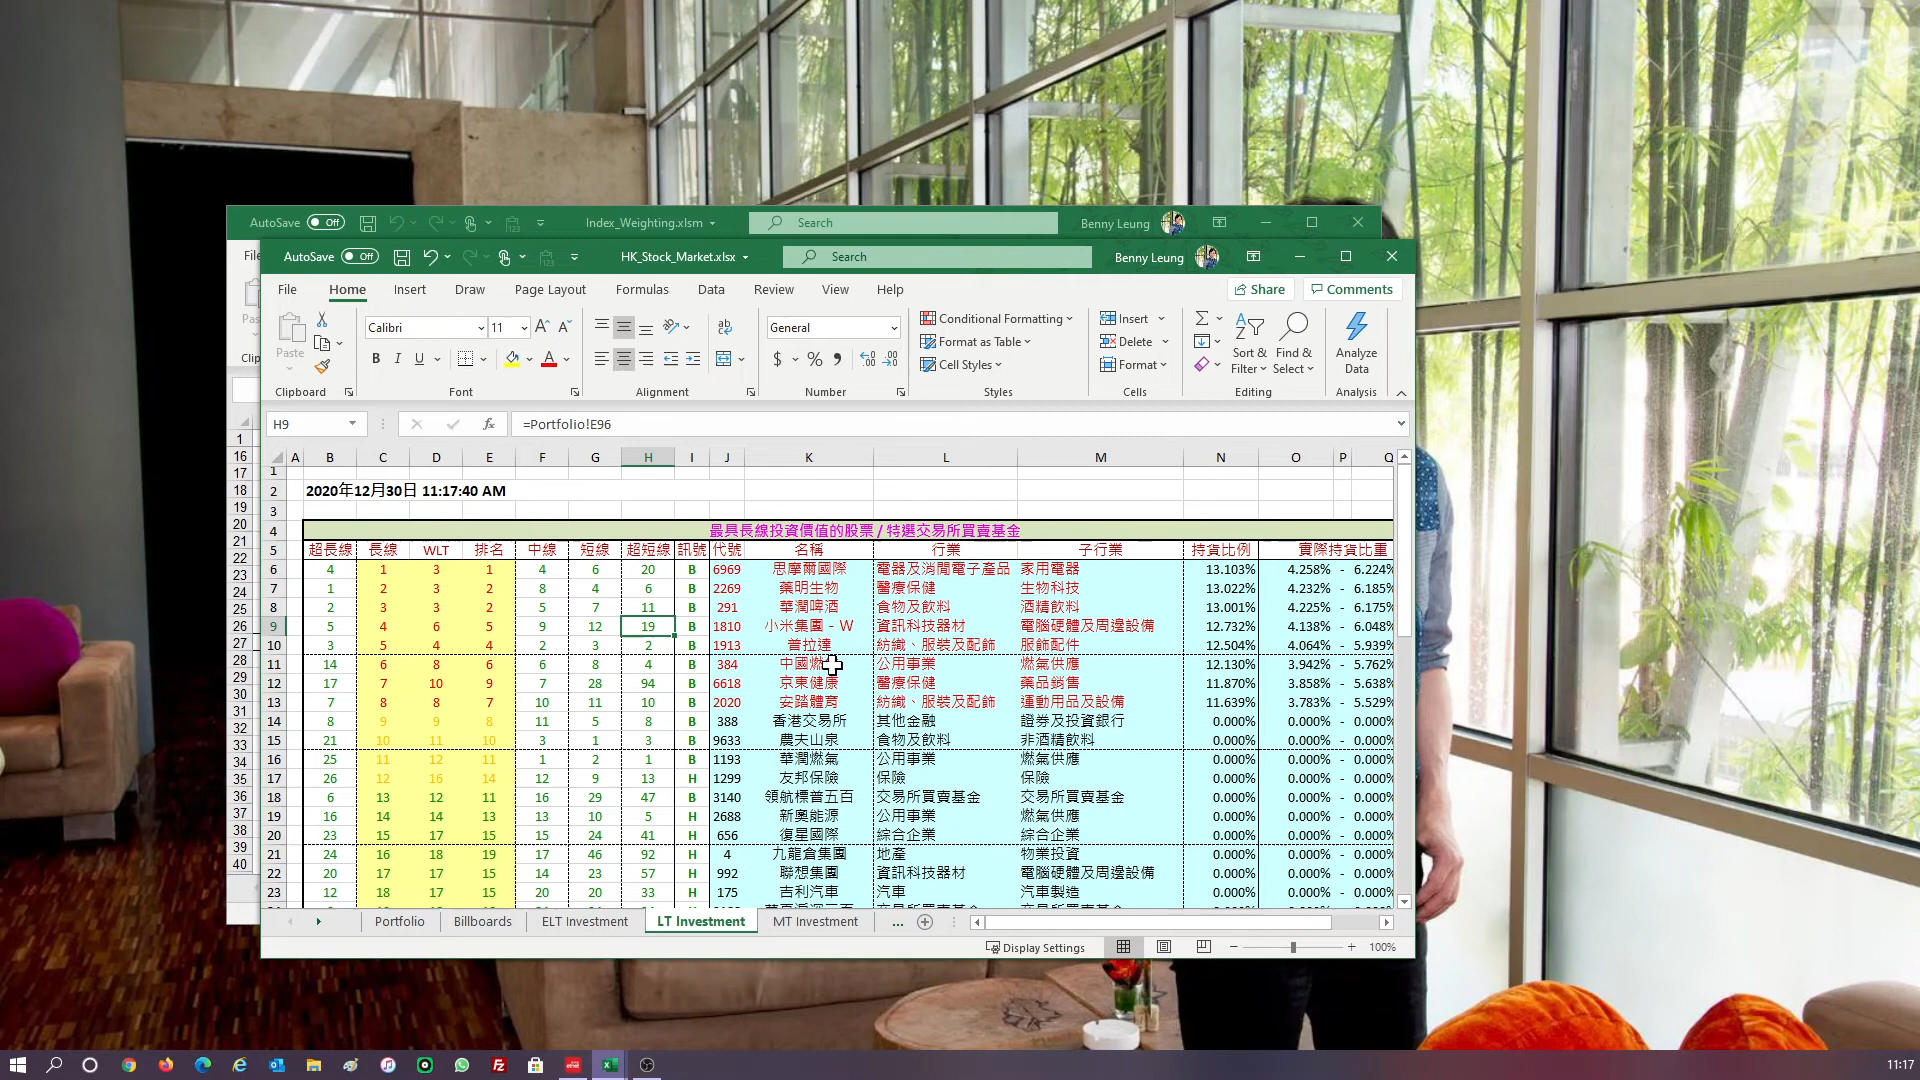 AutoSave Off Index_Weighting.xlsm Search Benny Leung
AutoSave Off HK_Stock_Market.xlsx Search Benny Leung
File Home Insert Draw Page Layout Formulas Data Review View Help Share Comments
Paste
Calibri 11
General
Conditional Formatting
Format as Table
Cell Styles
Insert
Delete
Format
Sort & Filter
Find & Select
Analyze Data
Clipboard Font Alignment Number Styles Cells Editing Analysis
H9 =Portfolio!E96
A B C D E F G H I J K L M N O P Q
2020年12月30日 11:17:40 AM
最具長線投資價值的股票 / 特選交易所買賣基金
超長線 長線 WLT 排名 中線 短線 超短線 訊號 代號 名稱 行業 子行業 持貨比例 實際持貨比重
6 4 1 3 1 4 6 20 B 6969 思摩爾國際 電器及消閒電子產品 家用電器 13.103% 4.258% - 6.224%
7 1 2 3 2 8 4 6 B 2269 藥明生物 醫療保健 生物科技 13.022% 4.232% - 6.185%
8 2 3 3 2 5 7 11 B 291 華潤啤酒 食物及飲料 酒精飲料 13.001% 4.225% - 6.175%
9 5 4 6 5 9 12 19 B 1810 小米集團－W 資訊科技器材 電腦硬體及周邊設備 12.732% 4.138% - 6.048%
10 3 5 4 4 2 3 2 B 1913 普拉達 紡織、服裝及配飾 服飾配件 12.504% 4.064% - 5.939%
11 14 6 8 6 6 8 4 B 384 中國燃 公用事業 燃氣供應 12.130% 3.942% - 5.762%
12 17 7 10 9 7 28 94 B 6618 京東健康 醫療保健 藥品銷售 11.870% 3.858% - 5.638%
13 7 8 8 7 10 11 10 B 2020 安踏體育 紡織、服裝及配飾 運動用品及設備 11.639% 3.783% - 5.529%
14 8 9 9 8 11 5 8 B 388 香港交易所 其他金融 證券及投資銀行 0.000% 0.000% - 0.000%
15 21 10 11 10 3 1 3 B 9633 農夫山泉 食物及飲料 非酒精飲料 0.000% 0.000% - 0.000%
16 25 11 12 11 1 2 1 B 1193 華潤燃氣 公用事業 燃氣供應 0.000% 0.000% - 0.000%
17 26 12 16 14 12 9 13 H 1299 友邦保險 保險 保險 0.000% 0.000% - 0.000%
18 6 13 12 11 16 29 47 B 3140 領航標普五百 交易所買賣基金 交易所買賣基金 0.000% 0.000% - 0.000%
19 16 14 14 13 13 10 5 H 2688 新奧能源 公用事業 燃氣供應 0.000% 0.000% - 0.000%
20 23 15 17 15 15 24 41 H 656 復星國際 綜合企業 綜合企業 0.000% 0.000% - 0.000%
21 24 16 18 19 17 46 92 H 4 九龍倉集團 地產 物業投資 0.000% 0.000% - 0.000%
22 20 17 17 15 14 23 57 H 992 聯想集團 資訊科技器材 電腦硬體及周邊設備 0.000% 0.000% - 0.000%
23 12 18 17 15 20 20 33 H 175 吉利汽車 汽車 汽車製造 0.000% 0.000% - 0.000%
Portfolio Billboards ELT Investment LT Investment MT Investment ...
Display Settings 100%
11:17